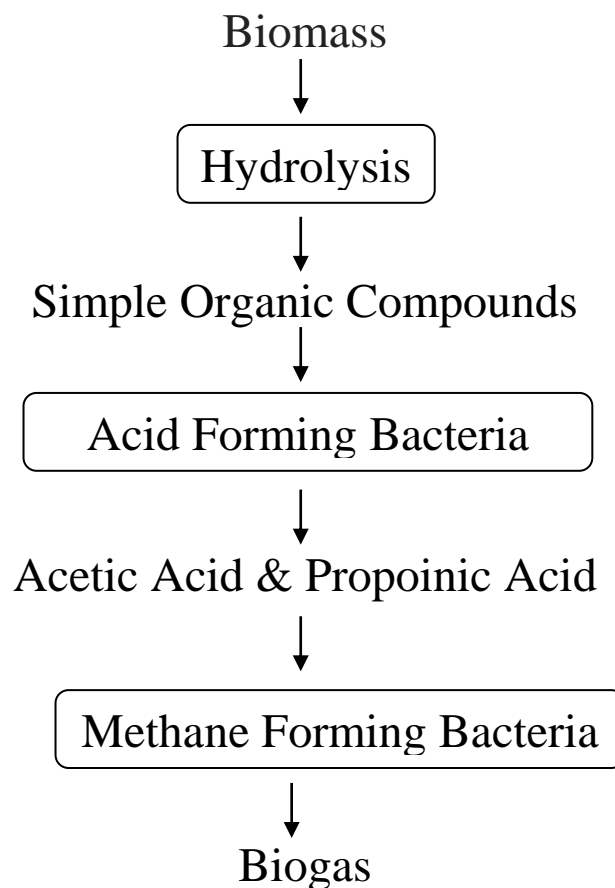 Biomass
Hydrolysis
Simple Organic Compounds
Acid Forming Bacteria
Acetic Acid & Propoinic Acid
Methane Forming Bacteria
Biogas